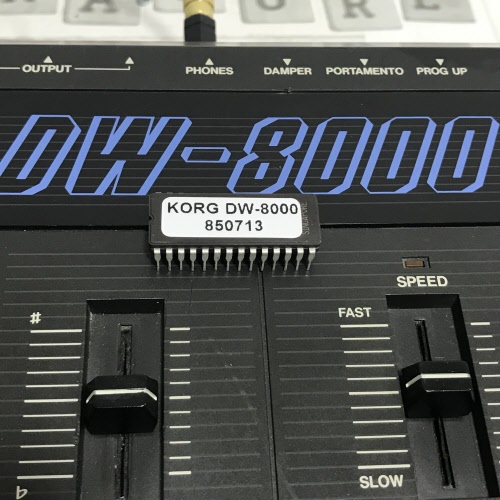 OUTPUT PHONES DAMPER PORTAMENTO PROG UP
DW-8000
KORG DW-8000
850713
SPEED
# FAST
♭ SLOW